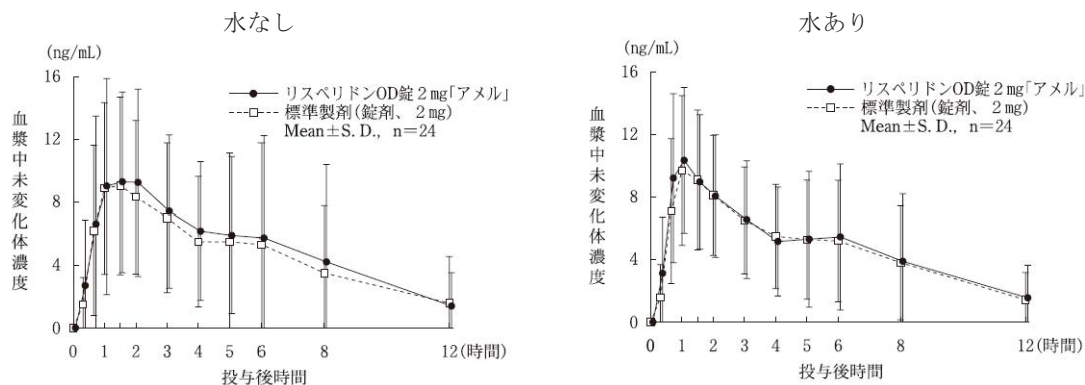 水なし
(ng/mL)
16
12
8
4
0
血漿中未変化体濃度
リスペリドンOD錠2mg「アメル」
標準製剤(錠剤、2mg)
Mean±S.D., n=24
0 1 2 3 4 5 6 8 12(時間)
投与後時間
水あり
(ng/mL)
16
12
8
4
0
血漿中未変化体濃度
リスペリドンOD錠2mg「アメル」
標準製剤(錠剤、2mg)
Mean±S.D., n=24
0 1 2 3 4 5 6 8 12(時間)
投与後時間